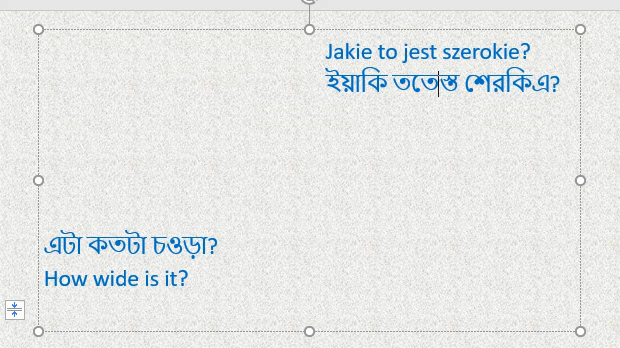 Jakie to jest szerokie?
ইয়াকি ততেস্ত শেরকিএ?
এটা কতটা চওড়া?
How wide is it?